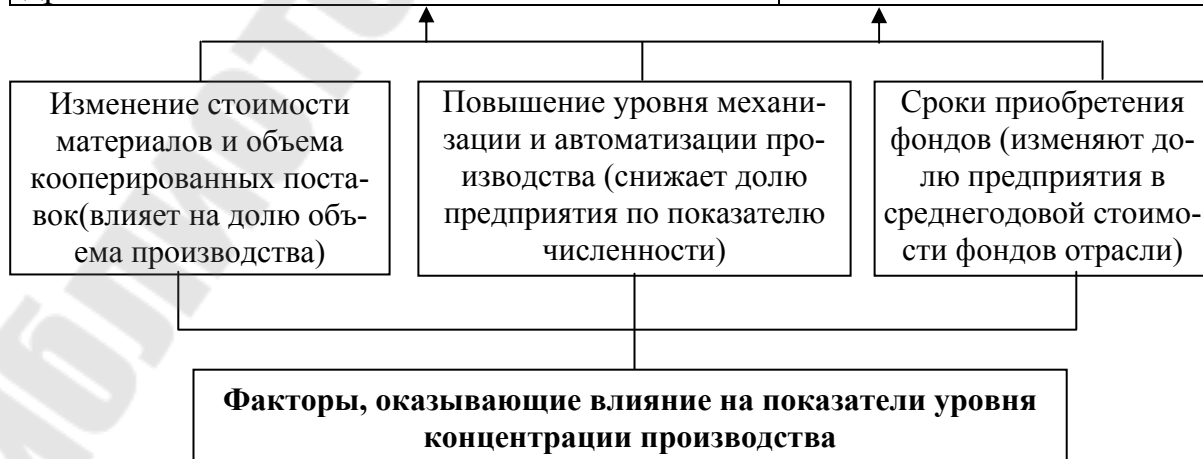 Изменение стоимости
материалов и объема
кооперированных поста-
вок(влияет на долю объ-
ема производства)
Повышение уровня механи-
зации и автоматизации про-
изводства (снижает долю
предприятия по показателю
численности)
Сроки приобретения
фондов (изменяют до-
лю предприятия в
среднегодовой стоимо-
сти фондов отрасли)
Факторы, оказывающие влияние на показатели уровня
концентрации производства